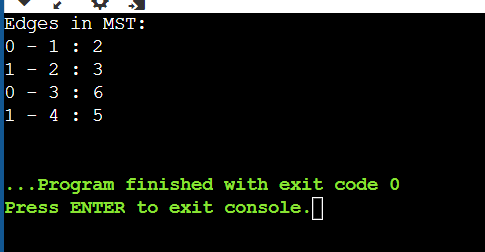 Edges in MST:
0 - 1 : 2
1 - 2 : 3
0 - 3 : 6
1 - 4 : 5
...Program finished with exit code 0
Press ENTER to exit console.